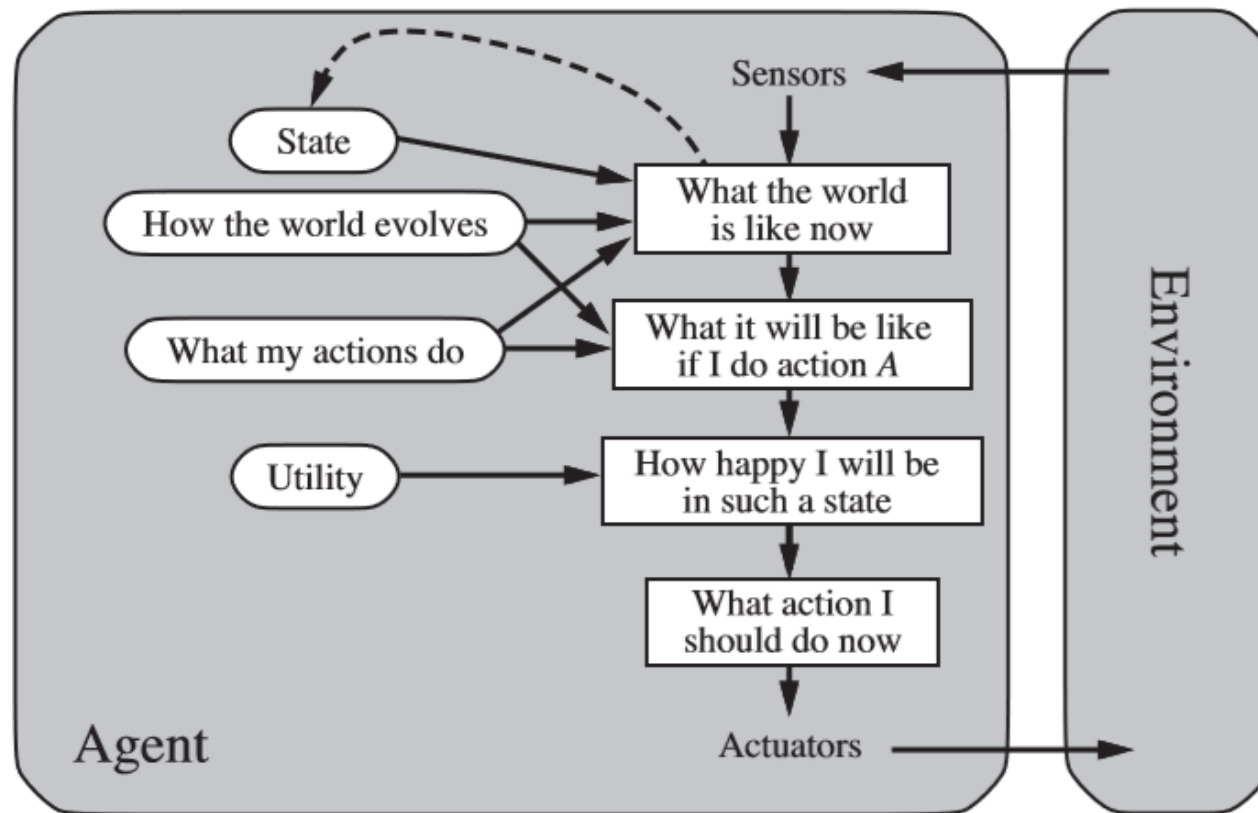 Sensors
State
What the world
is like now
How the world evolves
What it will be like
if I do action A
What my actions do
How happy I will be
in such a state
Utility
What action I
should do now
Agent
Actuators
Environment